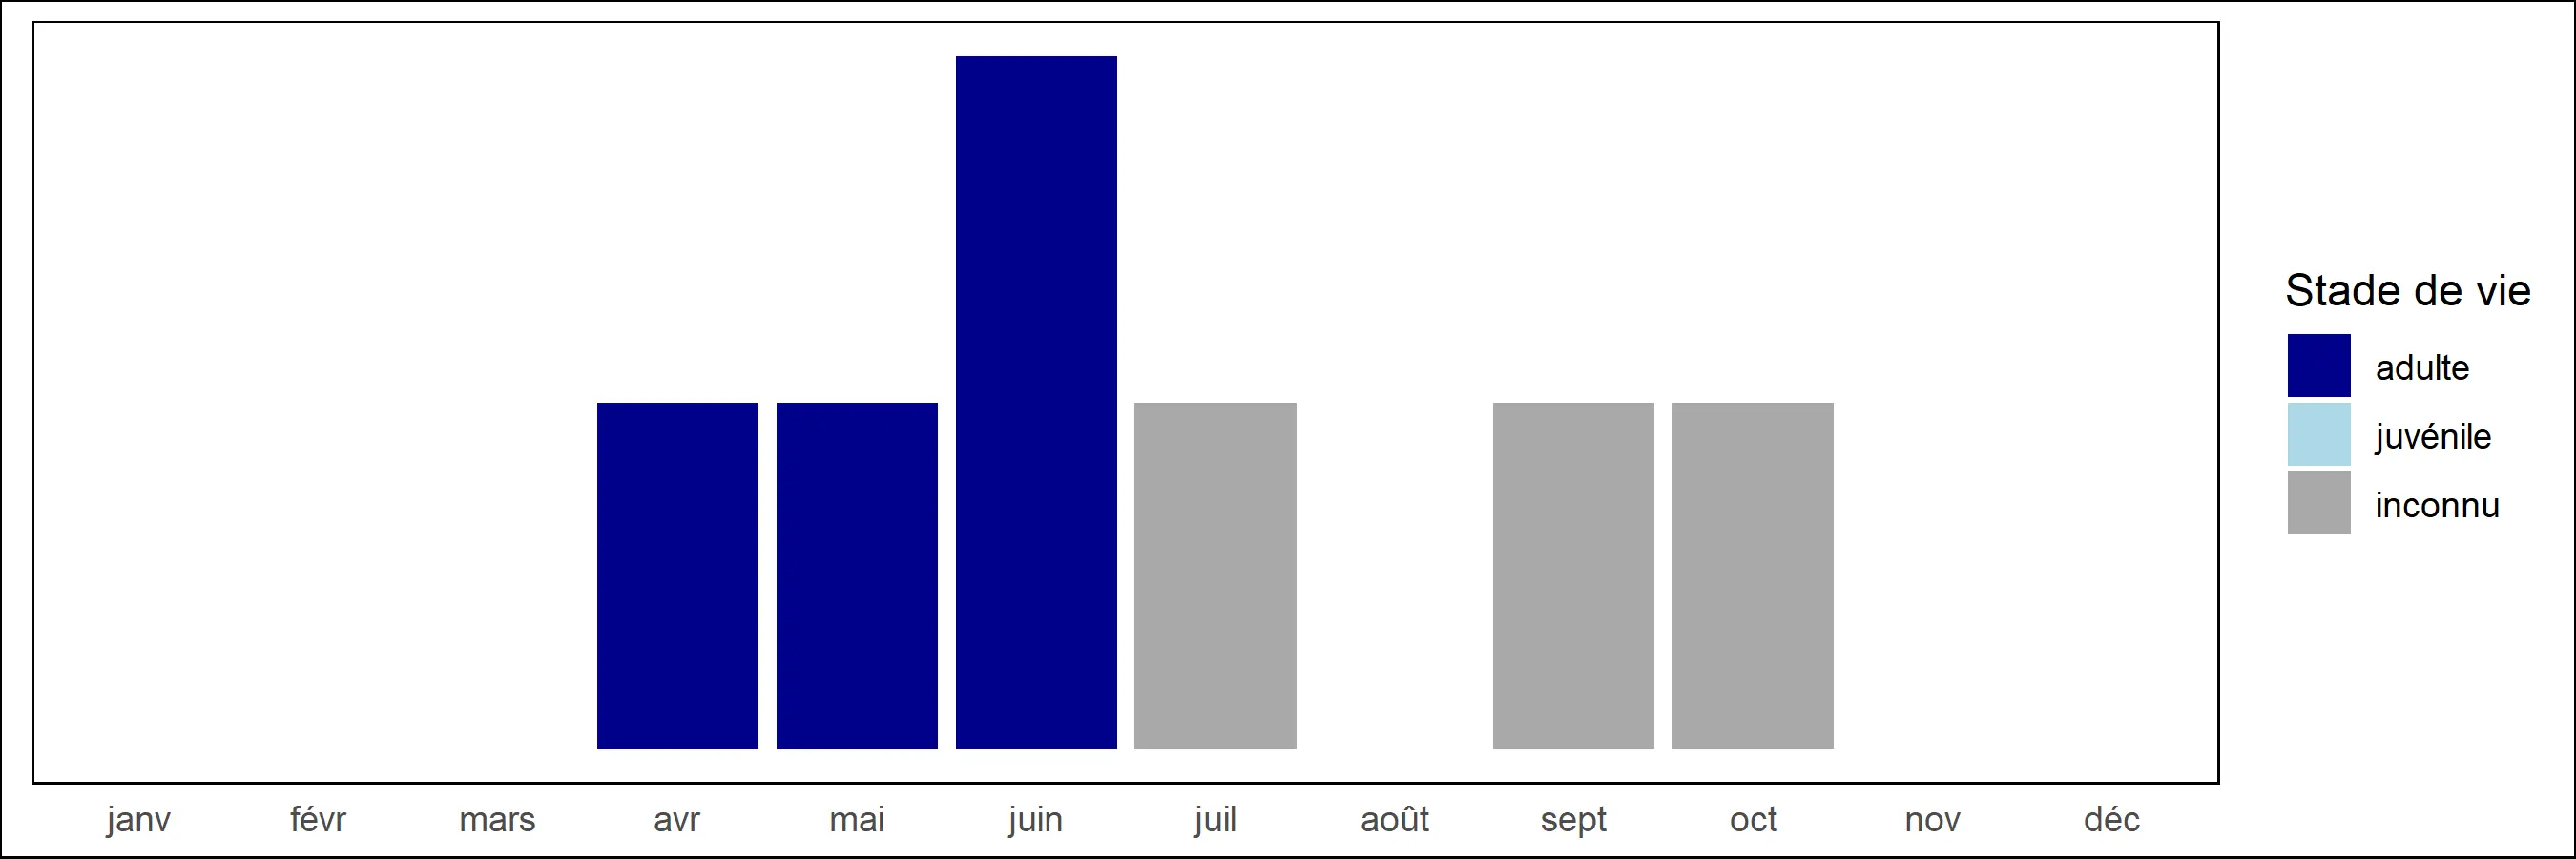 Stade de vie
adulte
juvénile
inconnu
janv févr mars avr mai juin juil août sept oct nov déc